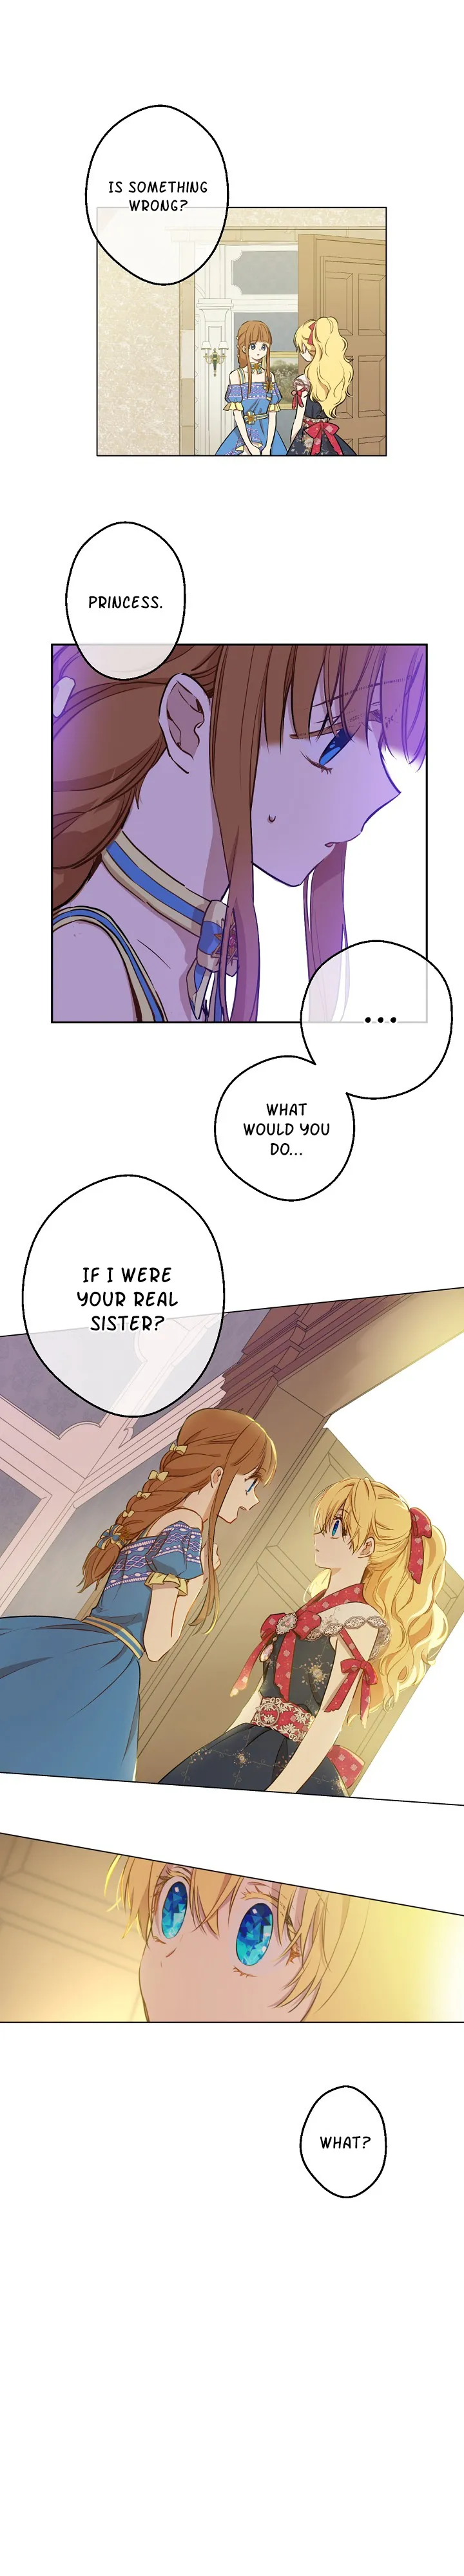 IS SOMETHING
WRONG?
PRINCESS.
...
WHAT
WOULD YOU
DO...
IF I WERE
YOUR REAL
SISTER?
WHAT?